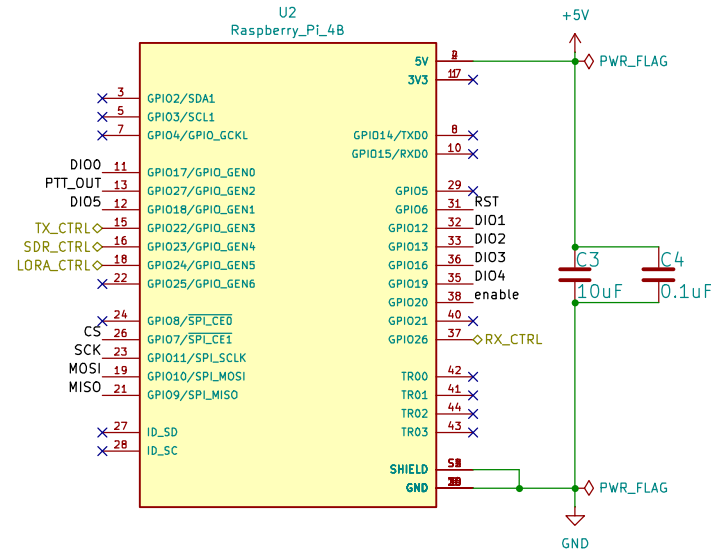 U2
Raspberry_Pi_4B
+5V
5V
PWR_FLAG
3V3
3 GPIO2/SDA1
5 GPIO3/SCL1
7 GPIO4/GPIO_GCKL
GPIO14/TXD0 8
GPIO15/RXD0 10
DIO0 11 GPIO17/GPIO_GEN0
PTT_OUT 13 GPIO27/GPIO_GEN2
GPIO5 29
DIO5 12 GPIO18/GPIO_GEN1
GPIO6 31 RST
TX_CTRL 15 GPIO22/GPIO_GEN3
GPIO12 32 DIO1
SDR_CTRL 16 GPIO23/GPIO_GEN4
GPIO13 33 DIO2
LORA_CTRL 18 GPIO24/GPIO_GEN5
GPIO16 36 DIO3
22 GPIO25/GPIO_GEN6
GPIO19 35 DIO4
GPIO20 38 enable
C3
10uF
C4
0.1uF
24 GPIO8/SPI_CE0
GPIO21 40
CS 26 GPIO7/SPI_CE1
GPIO26 37 RX_CTRL
SCK 23 GPIO11/SPI_SCLK
MOSI 19 GPIO10/SPI_MOSI
TR00 42
MISO 21 GPIO9/SPI_MISO
TR01 41
TR02 44
27 ID_SD
TR03 43
28 ID_SC
SHIELD
GND
PWR_FLAG
GND